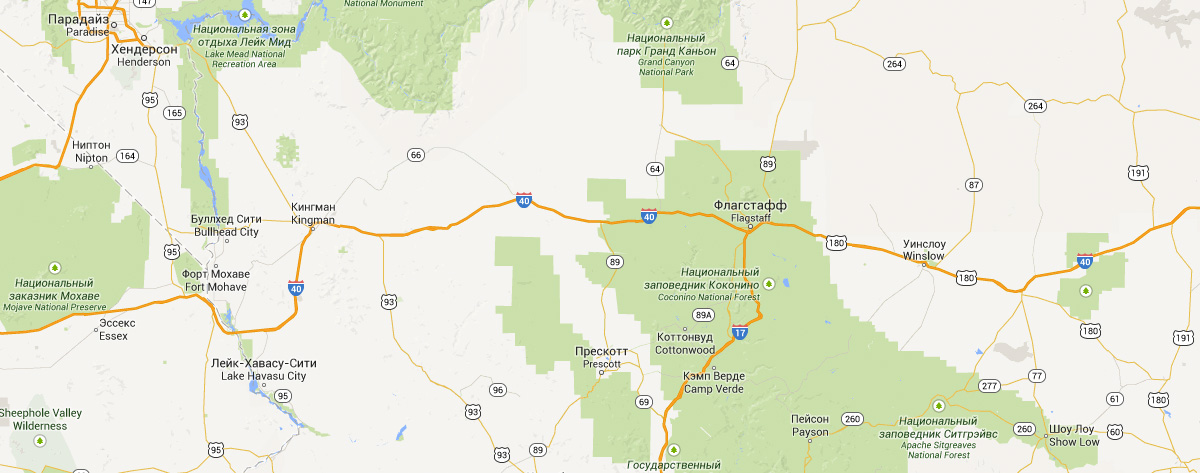 National Monument
147
Парадайз
Paradise
Хендерсон
Henderson
Национальная зона
отдыха Лейк Мид
Lake Mead National
Recreation Area
Национальный
парк Гранд Каньон
Grand Canyon
National Park
64
264
95
165
93
264
Ниптон
Nipton
164
66
64
89
191
87
Буллхед Сити
Bullhead City
Кингман
Kingman
40
40
Флагстафф
Flagstaff
180
Уинслоу
Winslow
180
40
95
Форт Мохаве
Fort Mohave
40
Национальный
заказник Мохаве
Mojave National Preserve
89
Национальный
заповедник Коконино
Coconino National Forest
93
89A
17
Эссекс
Essex
Коттонвуд
Cottonwood
180
191
Прескотт
Prescott
Лейк-Хавасу-Сити
Lake Havasu City
95
Кэмп Верде
Camp Verde
96
69
93
277
77
61
180
Sheephole Valley
Wilderness
95
93
89
Пейсон
Payson
260
Национальный
заповедник Ситгрэйвс
Apache Sitgreaves
National Forest
260
Шоу Лоу
Show Low
60
Государственный